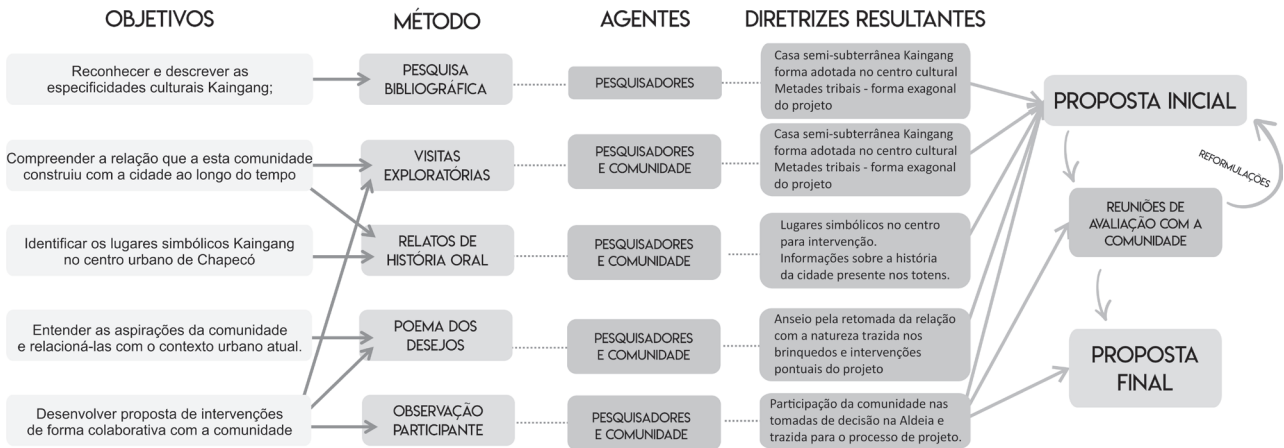 OBJETIVOS
MÉTODO
AGENTES
DIRETRIZES RESULTANTES
Reconhecer e descrever as
especificidades culturais Kaingang;
PESQUISA
BIBLIOGRÁFICA
PESQUISADORES
Casa semi-subterrânea Kaingang
forma adotada no centro cultural
Metades tribais - forma exagonal
do projeto
Compreender a relação que a esta comunidade
construiu com a cidade ao longo do tempo
VISITAS
EXPLORATÓRIAS
PESQUISADORES
E COMUNIDADE
Casa semi-subterrânea Kaingang
forma adotada no centro cultural
Metades tribais - forma exagonal
do projeto
Identificar os lugares simbólicos Kaingang
no centro urbano de Chapecó
RELATOS DE
HISTÓRIA ORAL
PESQUISADORES
E COMUNIDADE
Lugares simbólicos no centro
para intervenção.
Informações sobre a história
da cidade presente nos totens.
Entender as aspirações da comunidade
e relacioná-las com o contexto urbano atual.
POEMA DOS
DESEJOS
PESQUISADORES
E COMUNIDADE
Anseio pela retomada da relação
com a natureza trazida nos
brinquedos e intervenções
pontuais do projeto
Desenvolver proposta de intervenções
de forma colaborativa com a comunidade
OBSERVAÇÃO
PARTICIPANTE
PESQUISADORES
E COMUNIDADE
Participação da comunidade nas
tomadas de decisão na Aldeia e
trazida para o processo de projeto.
PROPOSTA INICIAL
REFORMULAÇÕES
REUNIÕES DE
AVALIAÇÃO COM A
COMUNIDADE
PROPOSTA
FINAL